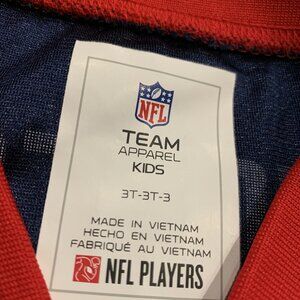 NFL
TEAM
APPAREL
KIDS
3T-3T-3
MADE IN VIETNAM
HECHO EN VIETNAM
FABRIQUÉ AU VIETNAM
NFL PLAYERS